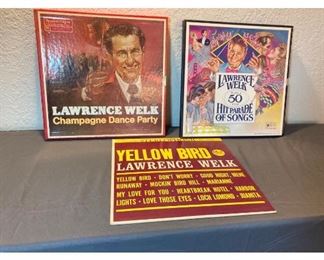 LAWRENCE WELK
Champagne Dance Party
LAWRENCE
WELK
50
HIT PARADE
OF SONGS
YELLOW BIRD
LAWRENCE WELK
YELLOW BIRD · DON'T WORRY · GOOD NIGHT, IRENE
RUNAWAY · MOCKIN' BIRD HILL · MARIANNE
MY LOVE FOR YOU · HEARTBREAK HOTEL · HARBOR
LIGHTS · LOVE THOSE EYES · LOCH LOMOND · JUANITA